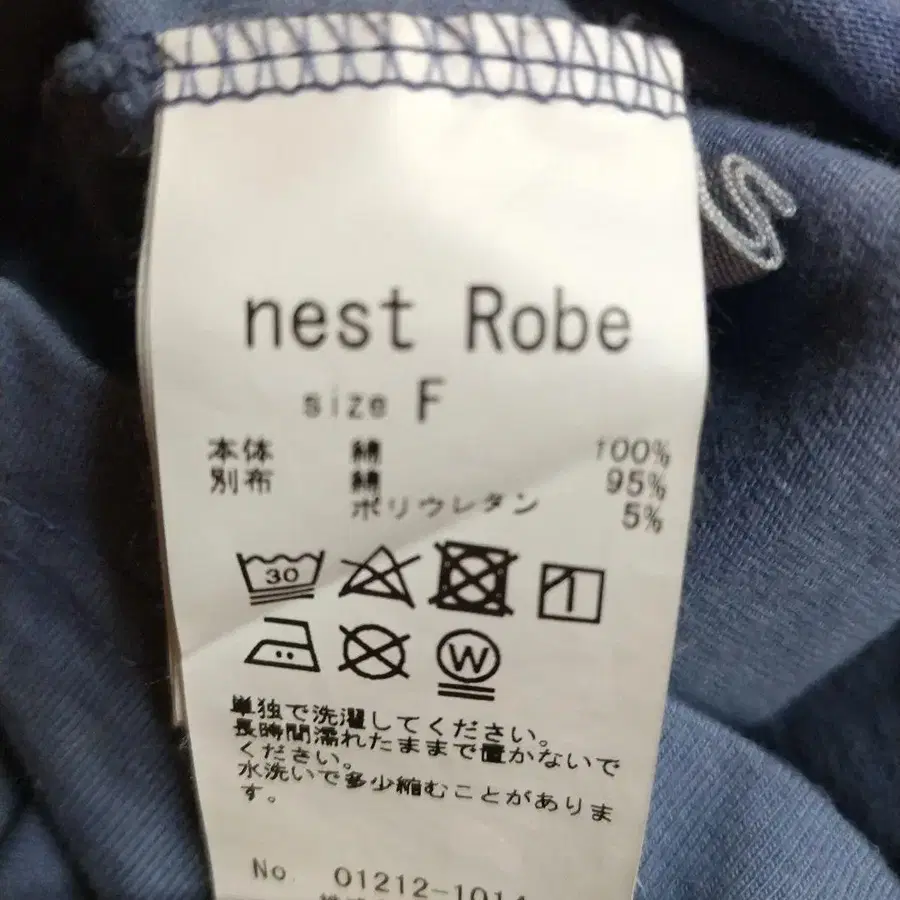 nest Robe
size F
本体 綿 100%
別布 綿 95%
ポリウレタン 5%
30
W
単独で洗濯してください。
長時間濡れたままで置かないで
ください。
水洗いで多少縮むことがありま
す。
No. 01212-1014